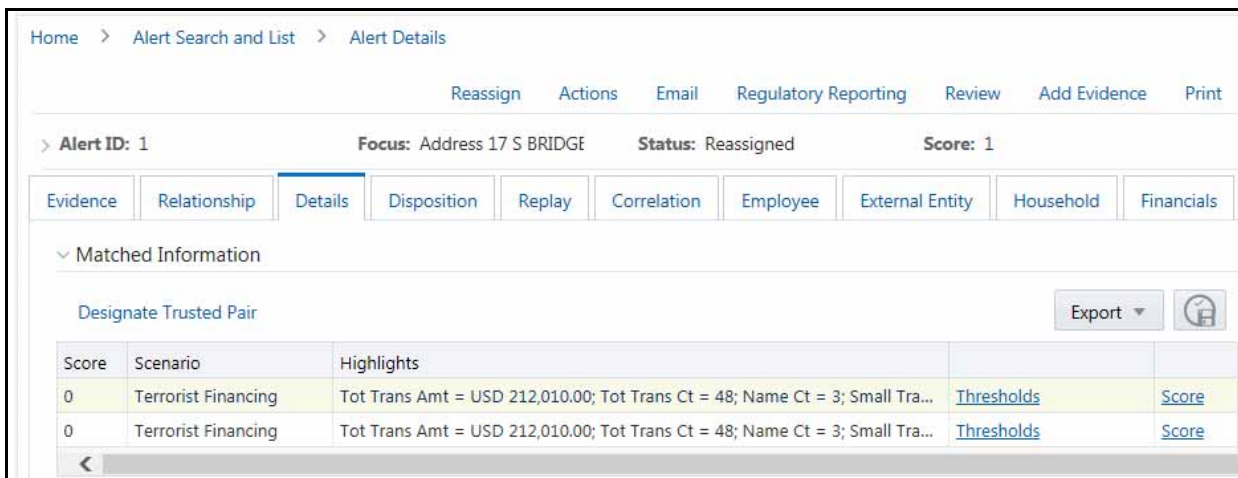 Home > Alert Search and List > Alert Details
Reassign Actions Email Regulatory Reporting Review Add Evidence Print
> Alert ID: 1 Focus: Address 17 S BRIDGE Status: Reassigned Score: 1
Evidence Relationship Details Disposition Replay Correlation Employee External Entity Household Financials
Matched Information
Designate Trusted Pair Export
Score Scenario Highlights
0 Terrorist Financing Tot Trans Amt = USD 212,010.00; Tot Trans Ct = 48; Name Ct = 3; Small Tra... Thresholds Score
0 Terrorist Financing Tot Trans Amt = USD 212,010.00; Tot Trans Ct = 48; Name Ct = 3; Small Tra... Thresholds Score